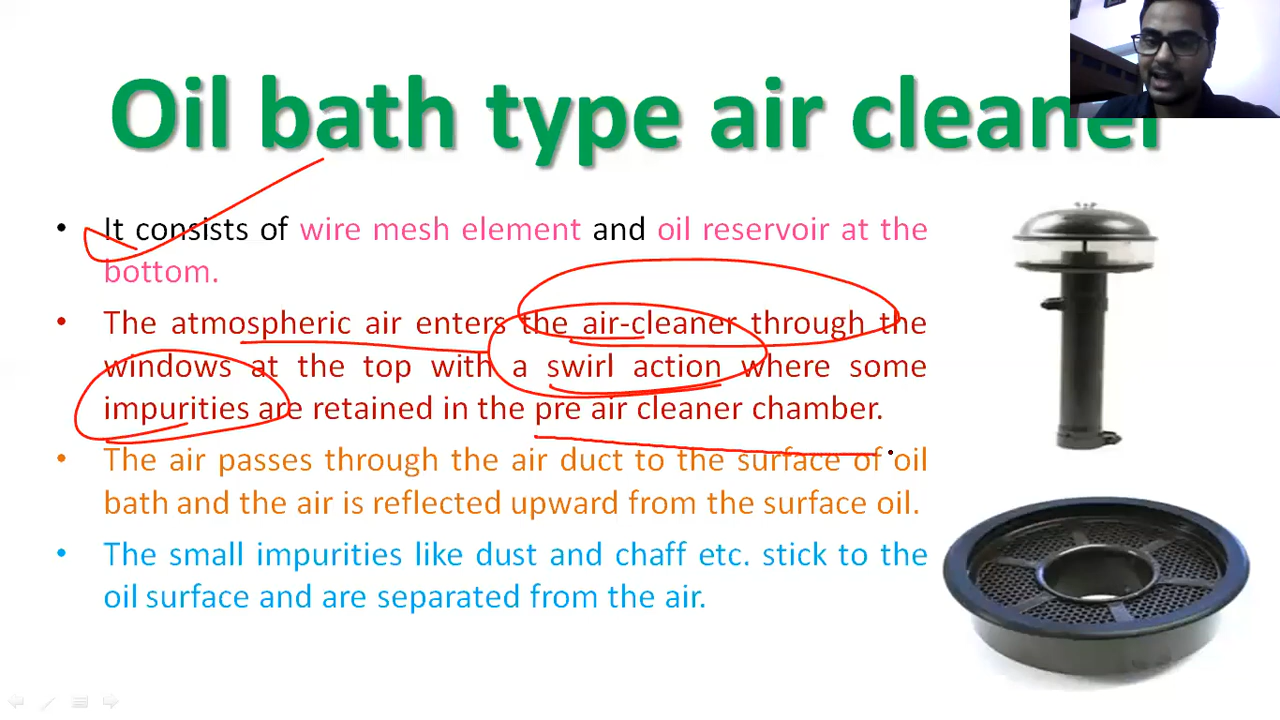 Oil bath type air cleaner
• It consists of wire mesh element and oil reservoir at the
bottom.
• The atmospheric air enters the air-cleaner through the
windows at the top with a swirl action where some
impurities are retained in the pre air cleaner chamber.
• The air passes through the air duct to the surface of oil
bath and the air is reflected upward from the surface oil.
• The small impurities like dust and chaff etc. stick to the
oil surface and are separated from the air.